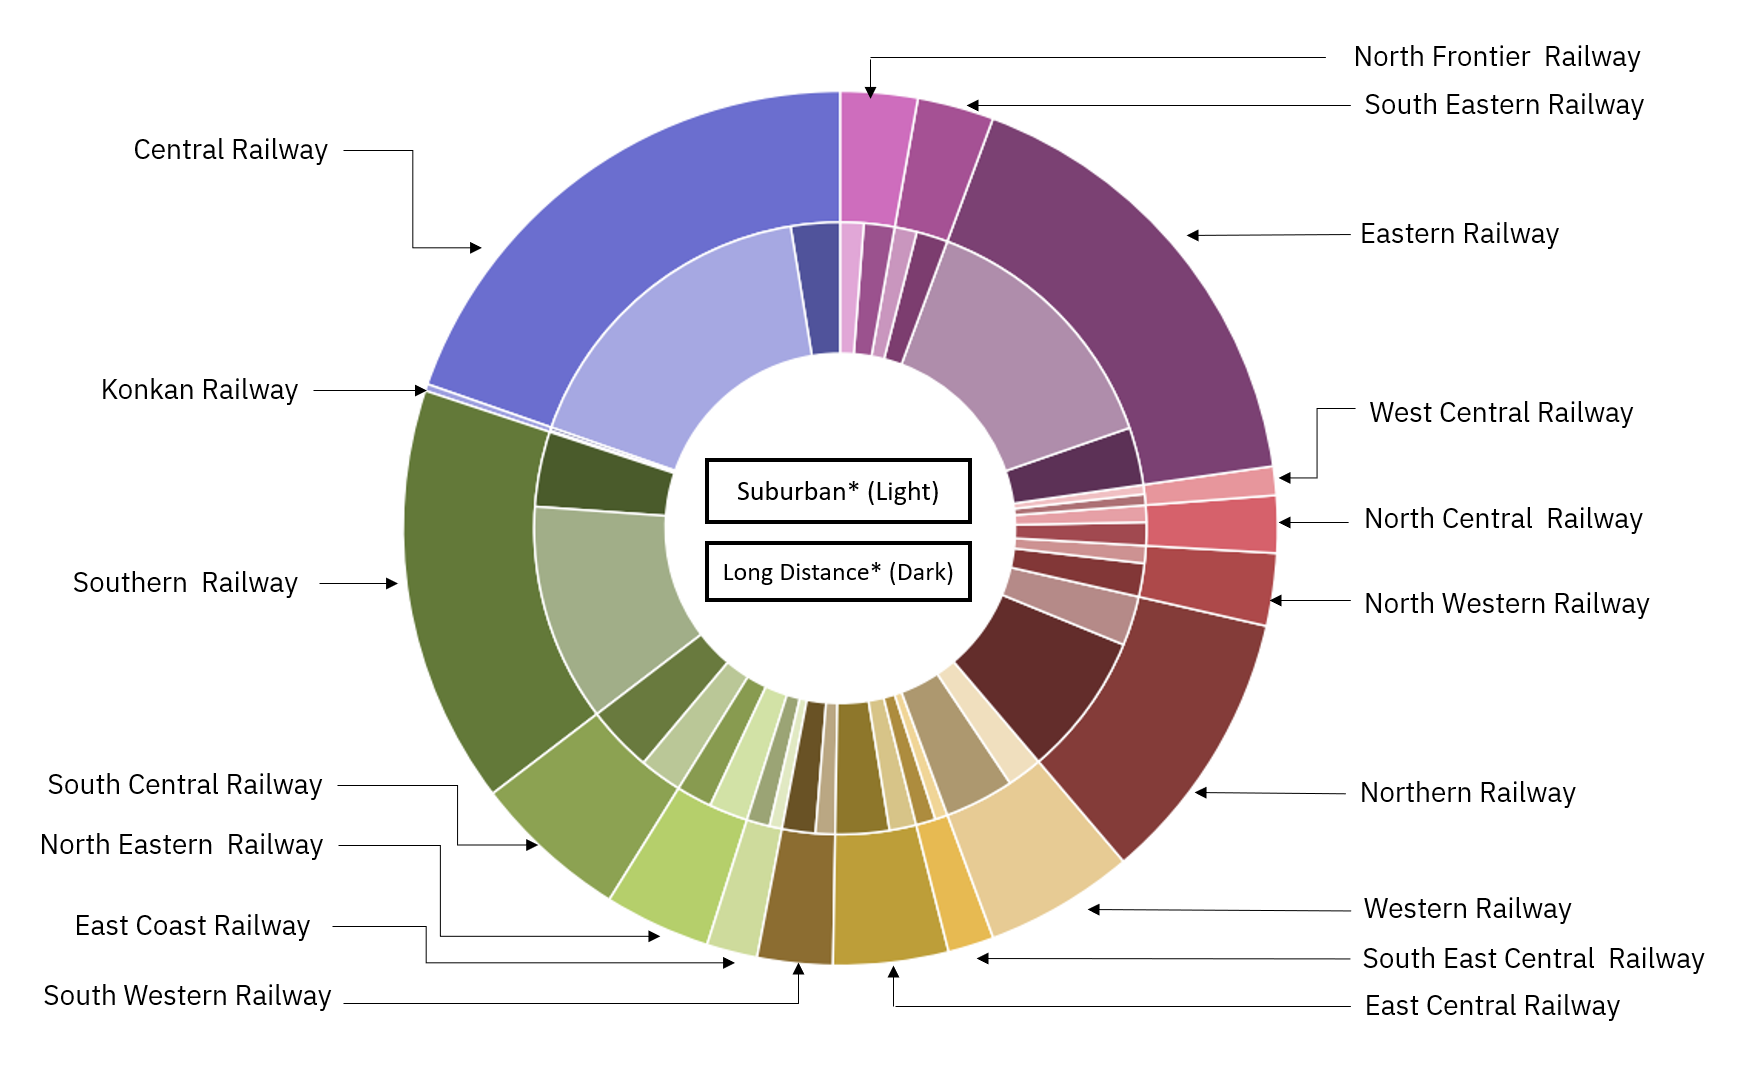 North Frontier  Railway
South Eastern Railway
Central Railway
Eastern Railway
Konkan Railway
West Central Railway
Suburban* (Light)
North Central  Railway
Long Distance* (Dark)
Southern  Railway
North Western Railway
South Central Railway
Northern Railway
North Eastern  Railway
East Coast Railway
Western Railway
South East Central  Railway
South Western Railway
East Central Railway